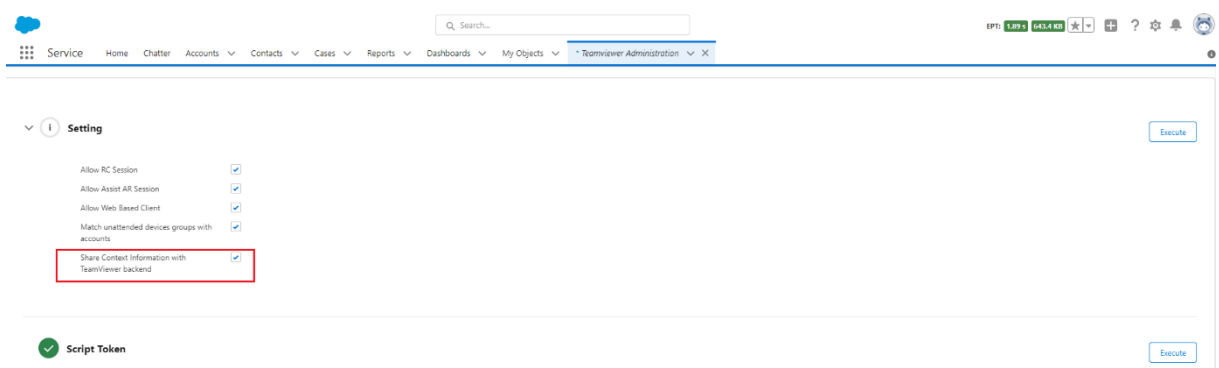 Search...
EPT: 1.89 s 643.4 KB
Service Home Chatter Accounts Contacts Cases Reports Dashboards My Objects * Teamviewer Administration
Setting
Execute
Allow RC Session
Allow Assist AR Session
Allow Web Based Client
Match unattended devices groups with
accounts
Share Context Information with
TeamViewer backend
Script Token
Execute